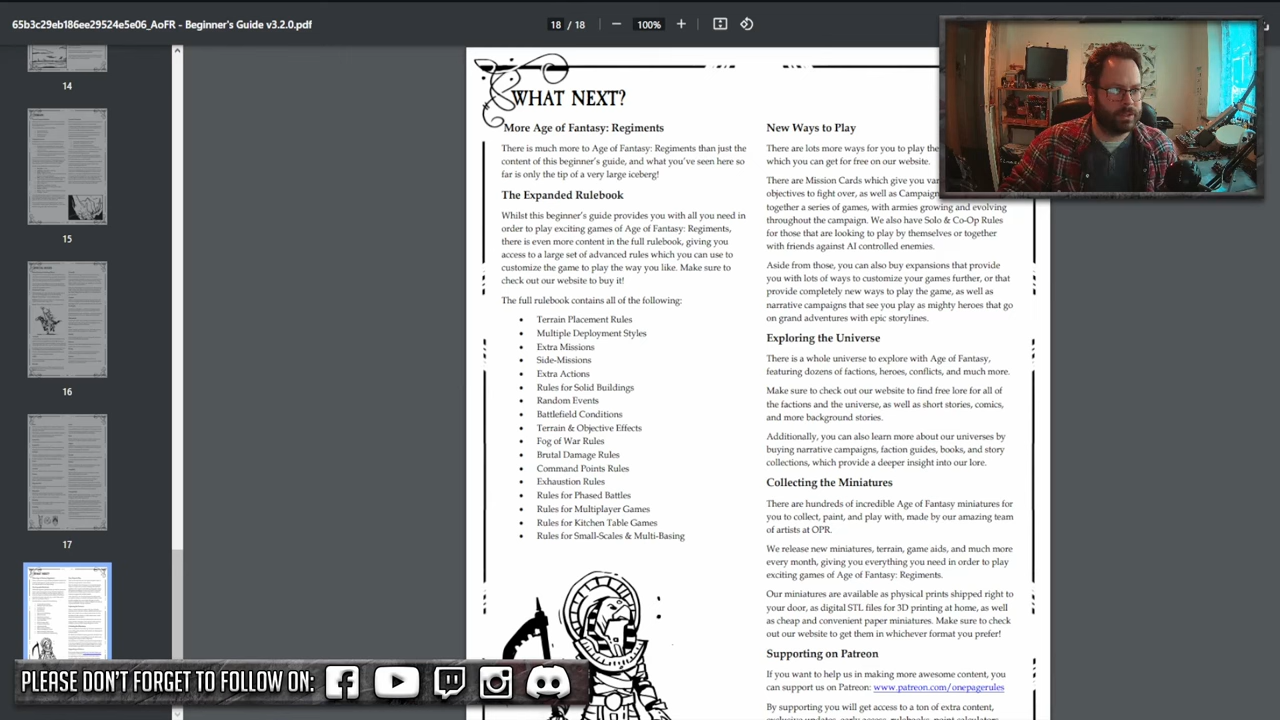 65b3c29eb186ee29524e5e06_AoFR - Beginner's Guide v3.2.0.pdf
18 / 18
100%
14
15
16
17
WHAT NEXT?
More Age of Fantasy: Regiments
There is much more to Age of Fantasy: Regiments than just the
content of this beginner's guide, and what you've seen here so
far is only the tip of a very large iceberg!
The Expanded Rulebook
Whilst this beginner's guide provides you with all you need in
order to play exciting games of Age of Fantasy: Regiments,
there is even more content in the full rulebook, giving you
access to a large set of advanced rules which you can use to
customize the game to play the way you like. Make sure to
check out our website to buy it!
The full rulebook contains all of the following:
• Terrain Placement Rules
• Multiple Deployment Styles
• Extra Missions
• Side-Missions
• Extra Actions
• Rules for Solid Buildings
• Random Events
• Battlefield Conditions
• Terrain & Objective Effects
• Fog of War Rules
• Brutal Damage Rules
• Command Points Rules
• Exhaustion Rules
• Rules for Phased Battles
• Rules for Multiplayer Games
• Rules for Kitchen Table Games
• Rules for Small-Scales & Multi-Basing
New Ways to Play
There are lots more ways for you to play the
which you can get for free on our website.
There are Mission Cards which give you
objectives to fight over, as well as
together a series of games, with armies growing and evolving
throughout the campaign. We also have Solo & Co-Op Rules
for those that are looking to play by themselves or together
with friends against AI controlled enemies.
Aside from those, you can also buy expansions that provide
you with lots of ways to customize your games further, or that
provide completely new ways to play the game, as well as
narrative campaigns that see you play as mighty heroes that go
on grand adventures with epic storylines.
Exploring the Universe
There is a whole universe to explore with Age of Fantasy,
featuring dozens of factions, heroes, conflicts, and much more.
Make sure to check out our website to find free lore for all of
the factions and the universe, as well as short stories, comics,
and more background stories.
Additionally, you can also learn more about our universes by
buying narrative campaigns, faction guides, books, and story
collections, which provide a deeper insight into our lore.
Collecting the Miniatures
There are hundreds of incredible Age of Fantasy miniatures for
you to collect, paint, and play with, made by our amazing team
of artists at OPR.
We release new miniatures, terrain, game aids, and much more
every month, giving you everything you need in order to play
exciting games of Age of Fantasy: Regiments.
Our miniatures are available as physical prints shipped right to
your door, as digital STL files for 3D printing at home, as well
as cheap and convenient paper miniatures. Make sure to check
out our website to get them in whichever format you prefer!
Supporting on Patreon
If you want to help us in making more awesome content, you
can support us on Patreon: www.patreon.com/onepagerules
By supporting you will get access to a ton of extra content,
PLEASE DON'T FORGET TO FOLLOW ON: